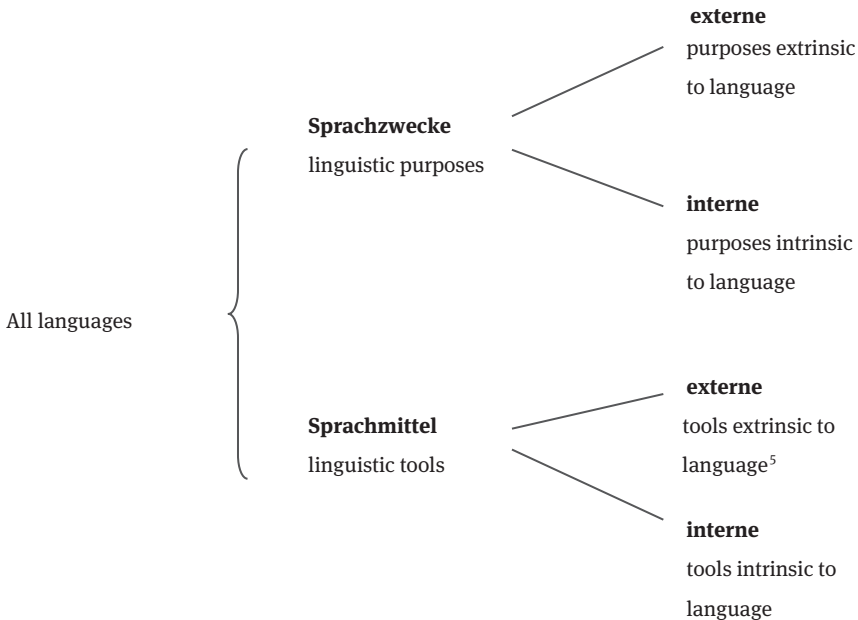 externe
purposes extrinsic
to language
Sprachzwecke
linguistic purposes
interne
purposes intrinsic
to language
All languages
externe
Sprachmittel
tools extrinsic to
linguistic tools
language⁵
interne
tools intrinsic to
language